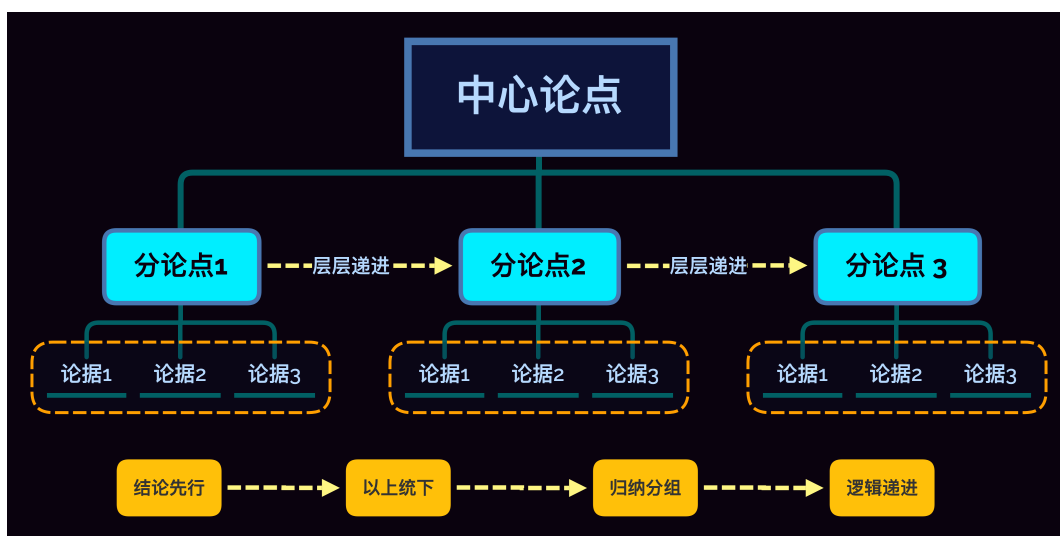 中心论点
分论点1
层层递进
分论点2
层层递进
分论点 3
论据1
论据2
论据3
论据1
论据2
论据3
论据1
论据2
论据3
结论先行
以上统下
归纳分组
逻辑递进